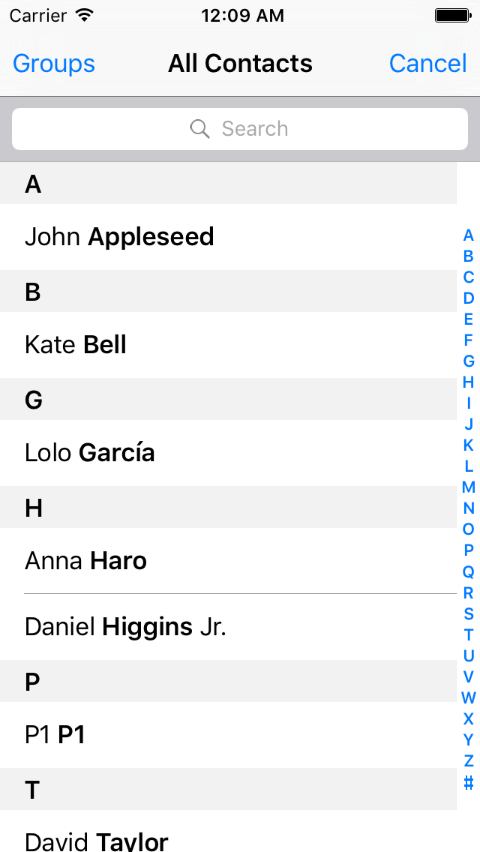 Carrier 12:09 AM
Groups All Contacts Cancel
Search
A
John Appleseed
B
Kate Bell
G
Lolo García
H
Anna Haro
Daniel Higgins Jr.
P
P1 P1
T
David Taylor
A
B
C
D
E
F
G
H
I
J
K
L
M
N
O
P
Q
R
S
T
U
V
W
X
Y
Z
#